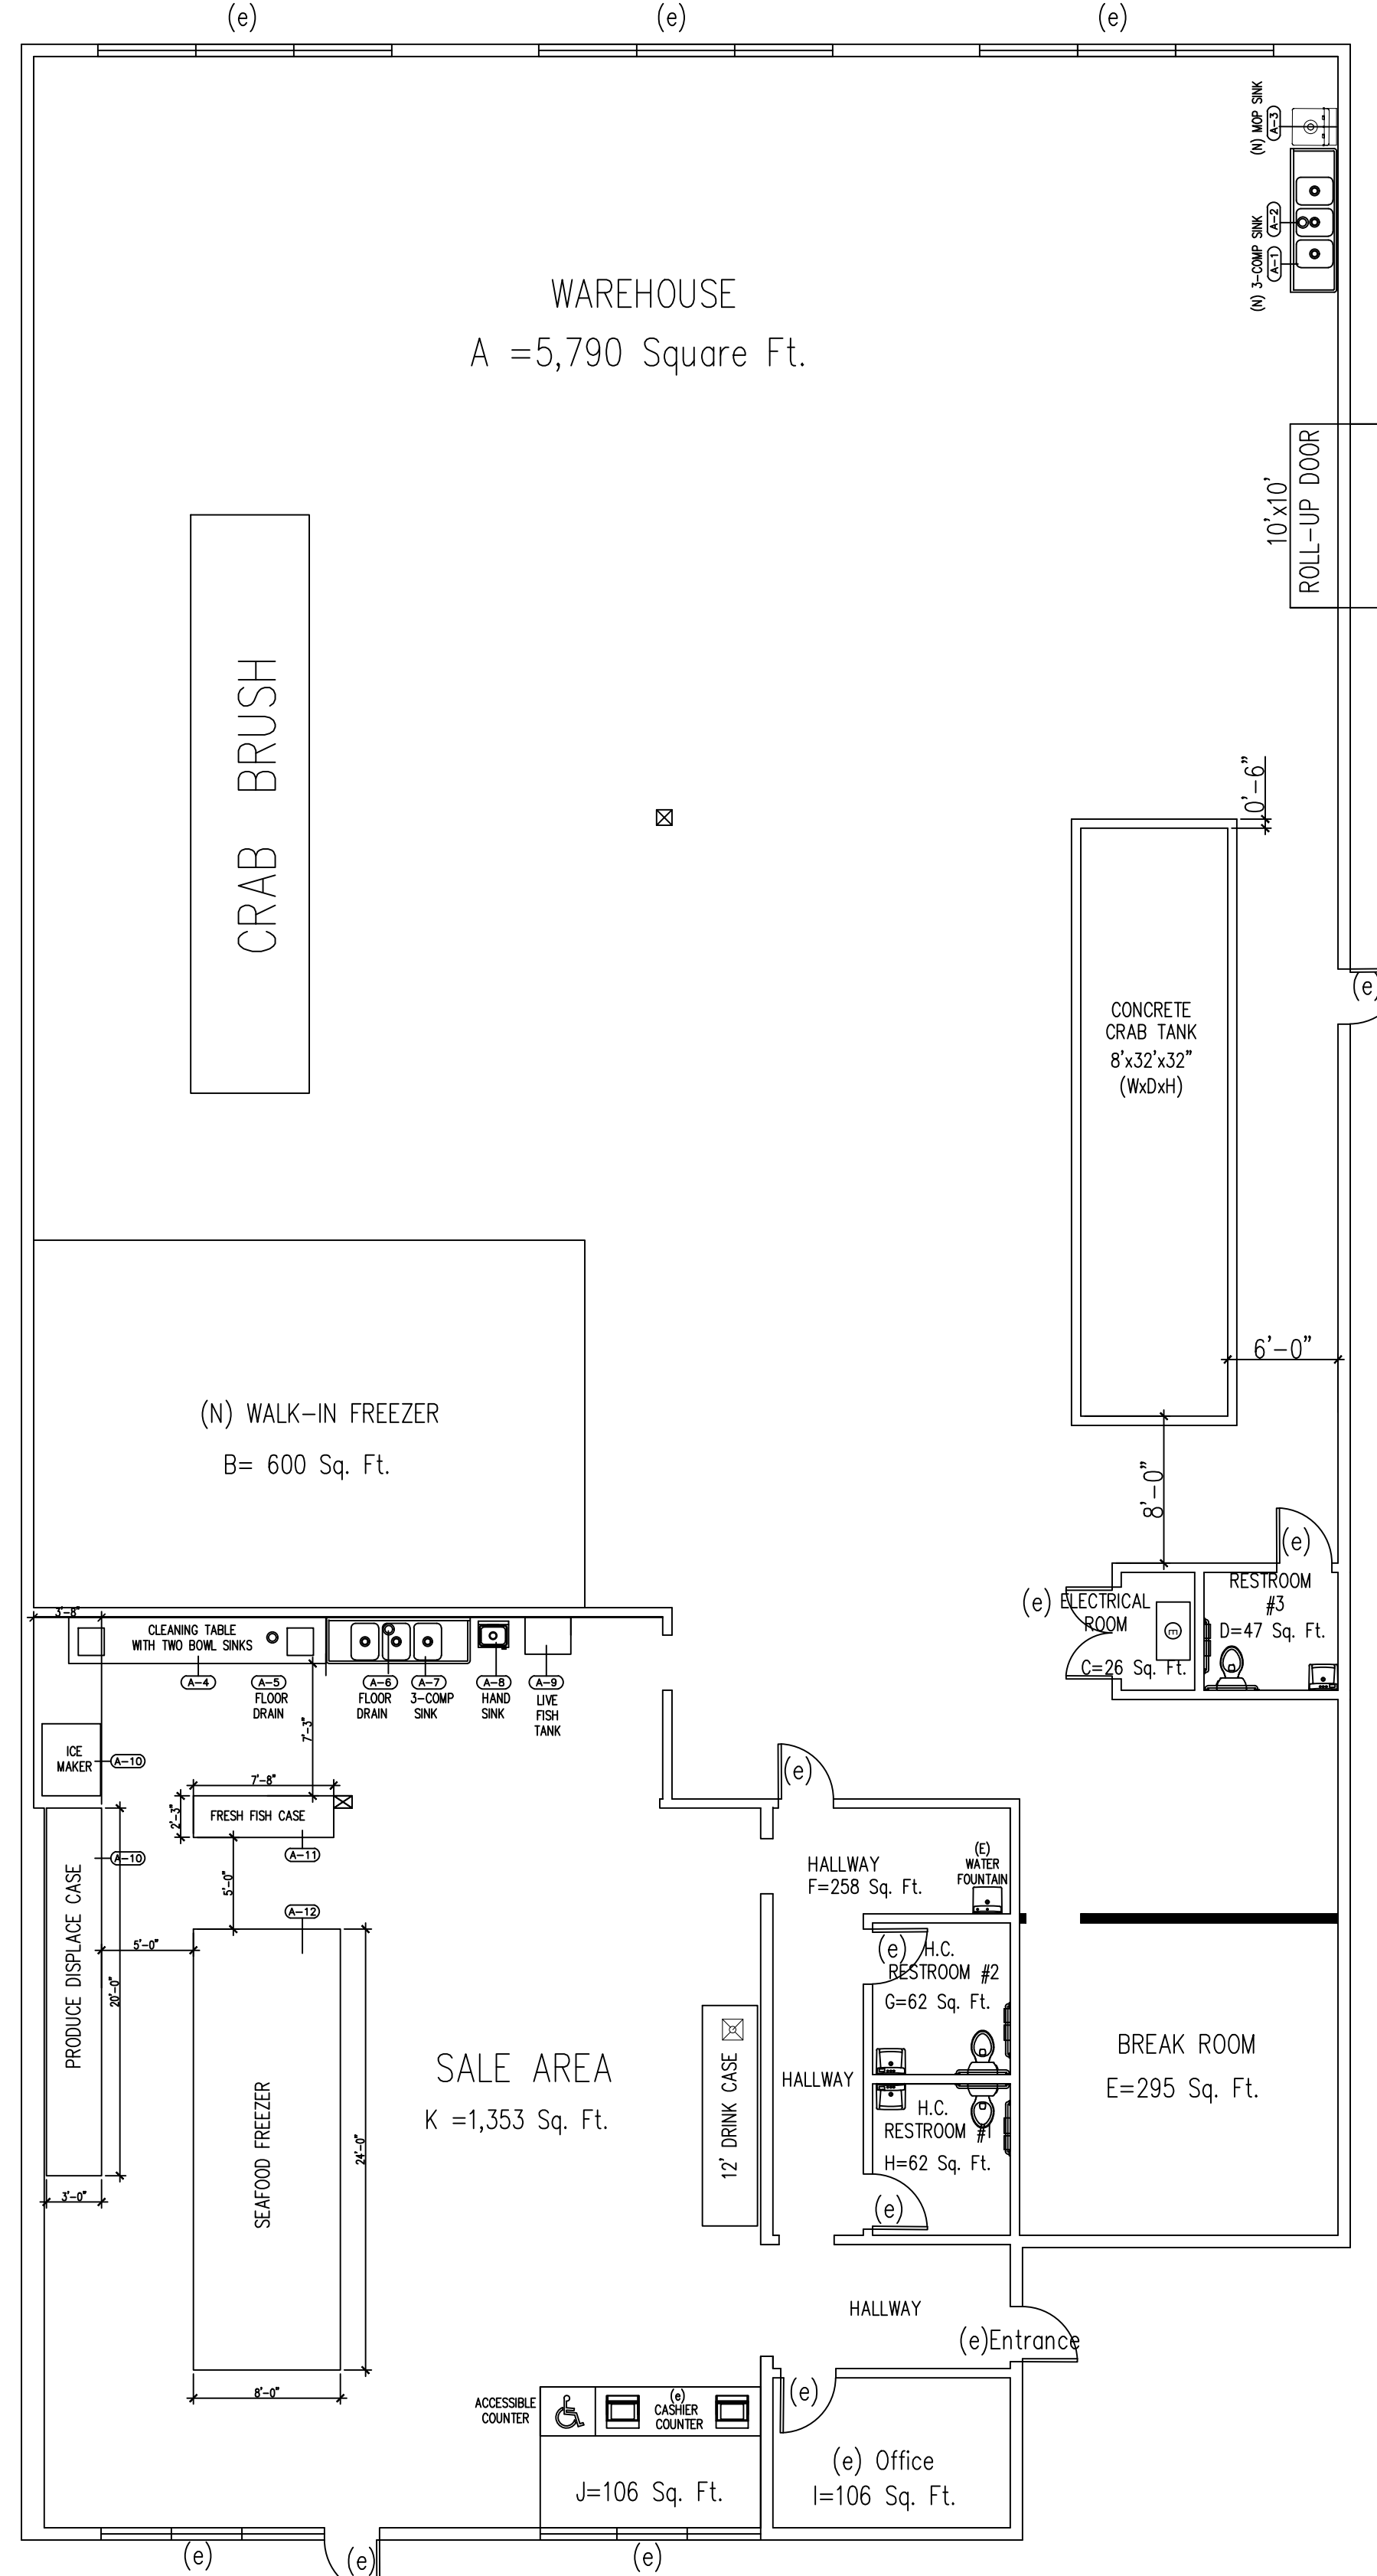 (e)
(e)
(e)
(N) MOP SINK
A-3
(N) 3-COMP SINK
A-2
A-1
WAREHOUSE
A =5,790 Square Ft.
10'x10'
ROLL-UP DOOR
CRAB BRUSH
0'-6"
(e)
CONCRETE
CRAB TANK
8'x32'x32"
(WxDxH)
6'-0"
(N) WALK-IN FREEZER
B= 600 Sq. Ft.
8'-0"
(e)
RESTROOM
#3
D=47 Sq. Ft.
(e) ELECTRICAL
ROOM
E
C=26 Sq. Ft.
3'-8"
CLEANING TABLE
WITH TWO BOWL SINKS
A-4
A-5
FLOOR
DRAIN
A-6
FLOOR
DRAIN
A-7
3-COMP
SINK
A-8
HAND
SINK
A-9
LIVE
FISH
TANK
7'-3"
ICE
MAKER
A-10
7'-8"
2'-3"
FRESH FISH CASE
A-11
(e)
A-10
5'-0"
A-12
HALLWAY
F=258 Sq. Ft.
(E)
WATER
FOUNTAIN
5'-0"
PRODUCE DISPLACE CASE
20'-0"
(e)
H.C.
RESTROOM #2
G=62 Sq. Ft.
SALE AREA
K =1,353 Sq. Ft.
12' DRINK CASE
HALLWAY
H.C.
RESTROOM #1
H=62 Sq. Ft.
(e)
BREAK ROOM
E=295 Sq. Ft.
SEAFOOD FREEZER
24'-0"
3'-0"
8'-0"
HALLWAY
(e)Entrance
ACCESSIBLE
COUNTER
(e)
CASHIER
COUNTER
(e)
(e) Office
I=106 Sq. Ft.
J=106 Sq. Ft.
(e)
(e)
(e)